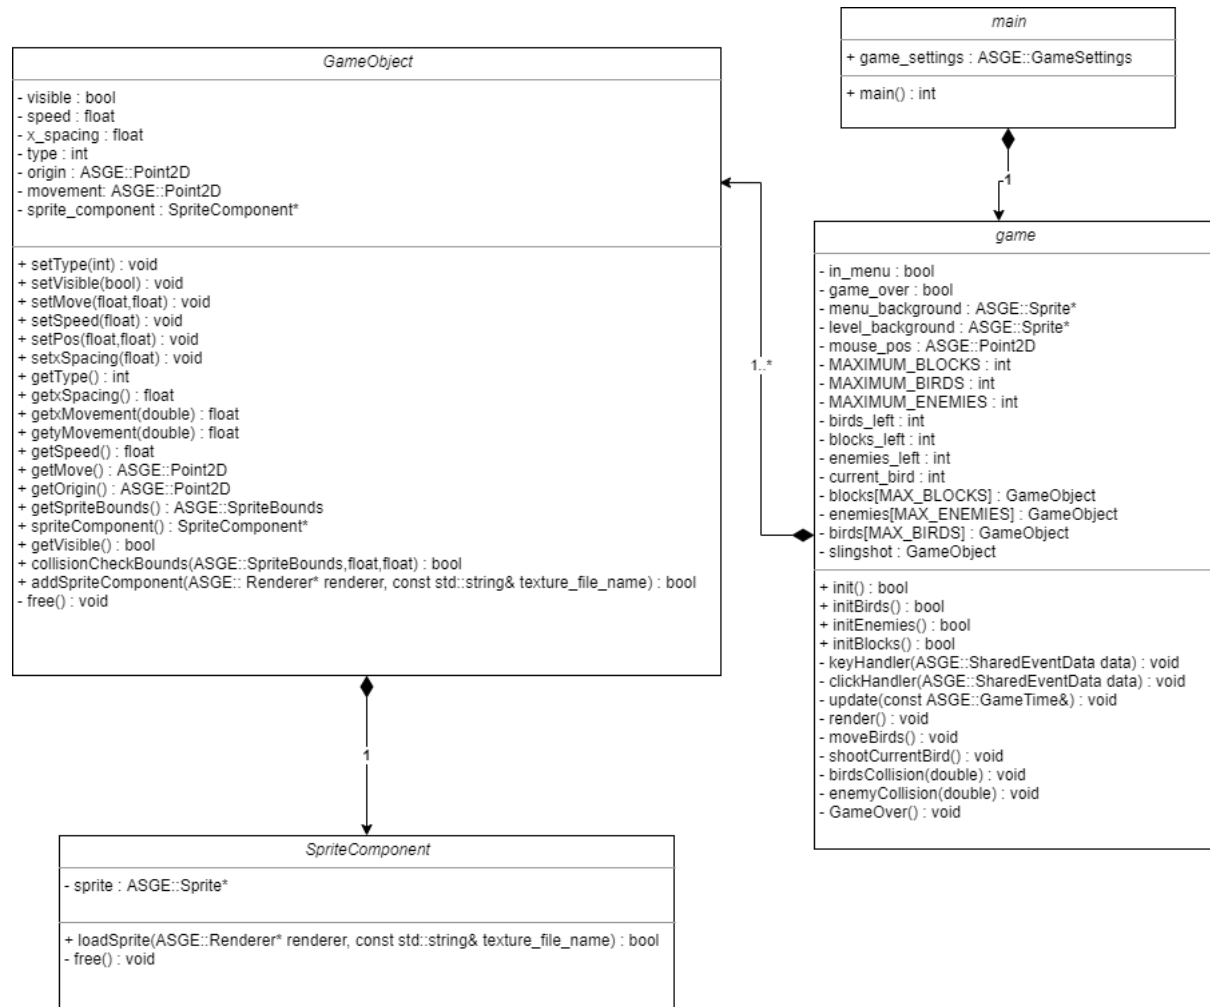 main
+ game_settings : ASGE::GameSettings
+ main() : int
GameObject
- visible : bool
- speed : float
- x_spacing : float
- type : int
- origin : ASGE::Point2D
- movement: ASGE::Point2D
- sprite_component : SpriteComponent*
+ setType(int) : void
+ setVisible(bool) : void
+ setMove(float,float) : void
+ setSpeed(float) : void
+ setPos(float,float) : void
+ setxSpacing(float) : void
+ getType() : int
+ getxSpacing() : float
+ getxMovement(double) : float
+ getyMovement(double) : float
+ getSpeed() : float
+ getMove() : ASGE::Point2D
+ getOrigin() : ASGE::Point2D
+ getSpriteBounds() : ASGE::SpriteBounds
+ spriteComponent() : SpriteComponent*
+ getVisible() : bool
+ collisionCheckBounds(ASGE::SpriteBounds,float,float) : bool
+ addSpriteComponent(ASGE:: Renderer* renderer, const std::string& texture_file_name) : bool
- free() : void
1
1..*
game
- in_menu : bool
- game_over : bool
- menu_background : ASGE::Sprite*
- level_background : ASGE::Sprite*
- mouse_pos : ASGE::Point2D
- MAXIMUM_BLOCKS : int
- MAXIMUM_BIRDS : int
- MAXIMUM_ENEMIES : int
- birds_left : int
- blocks_left : int
- enemies_left : int
- current_bird : int
- blocks[MAX_BLOCKS] : GameObject
- enemies[MAX_ENEMIES] : GameObject
- birds[MAX_BIRDS] : GameObject
- slingshot : GameObject
+ init() : bool
+ initBirds() : bool
+ initEnemies() : bool
+ initBlocks() : bool
- keyHandler(ASGE::SharedEventData data) : void
- clickHandler(ASGE::SharedEventData data) : void
- update(const ASGE::GameTime&) : void
- render() : void
- moveBirds() : void
- shootCurrentBird() : void
- birdsCollision(double) : void
- enemyCollision(double) : void
- GameOver() : void
1
SpriteComponent
- sprite : ASGE::Sprite*
+ loadSprite(ASGE::Renderer* renderer, const std::string& texture_file_name) : bool
- free() : void